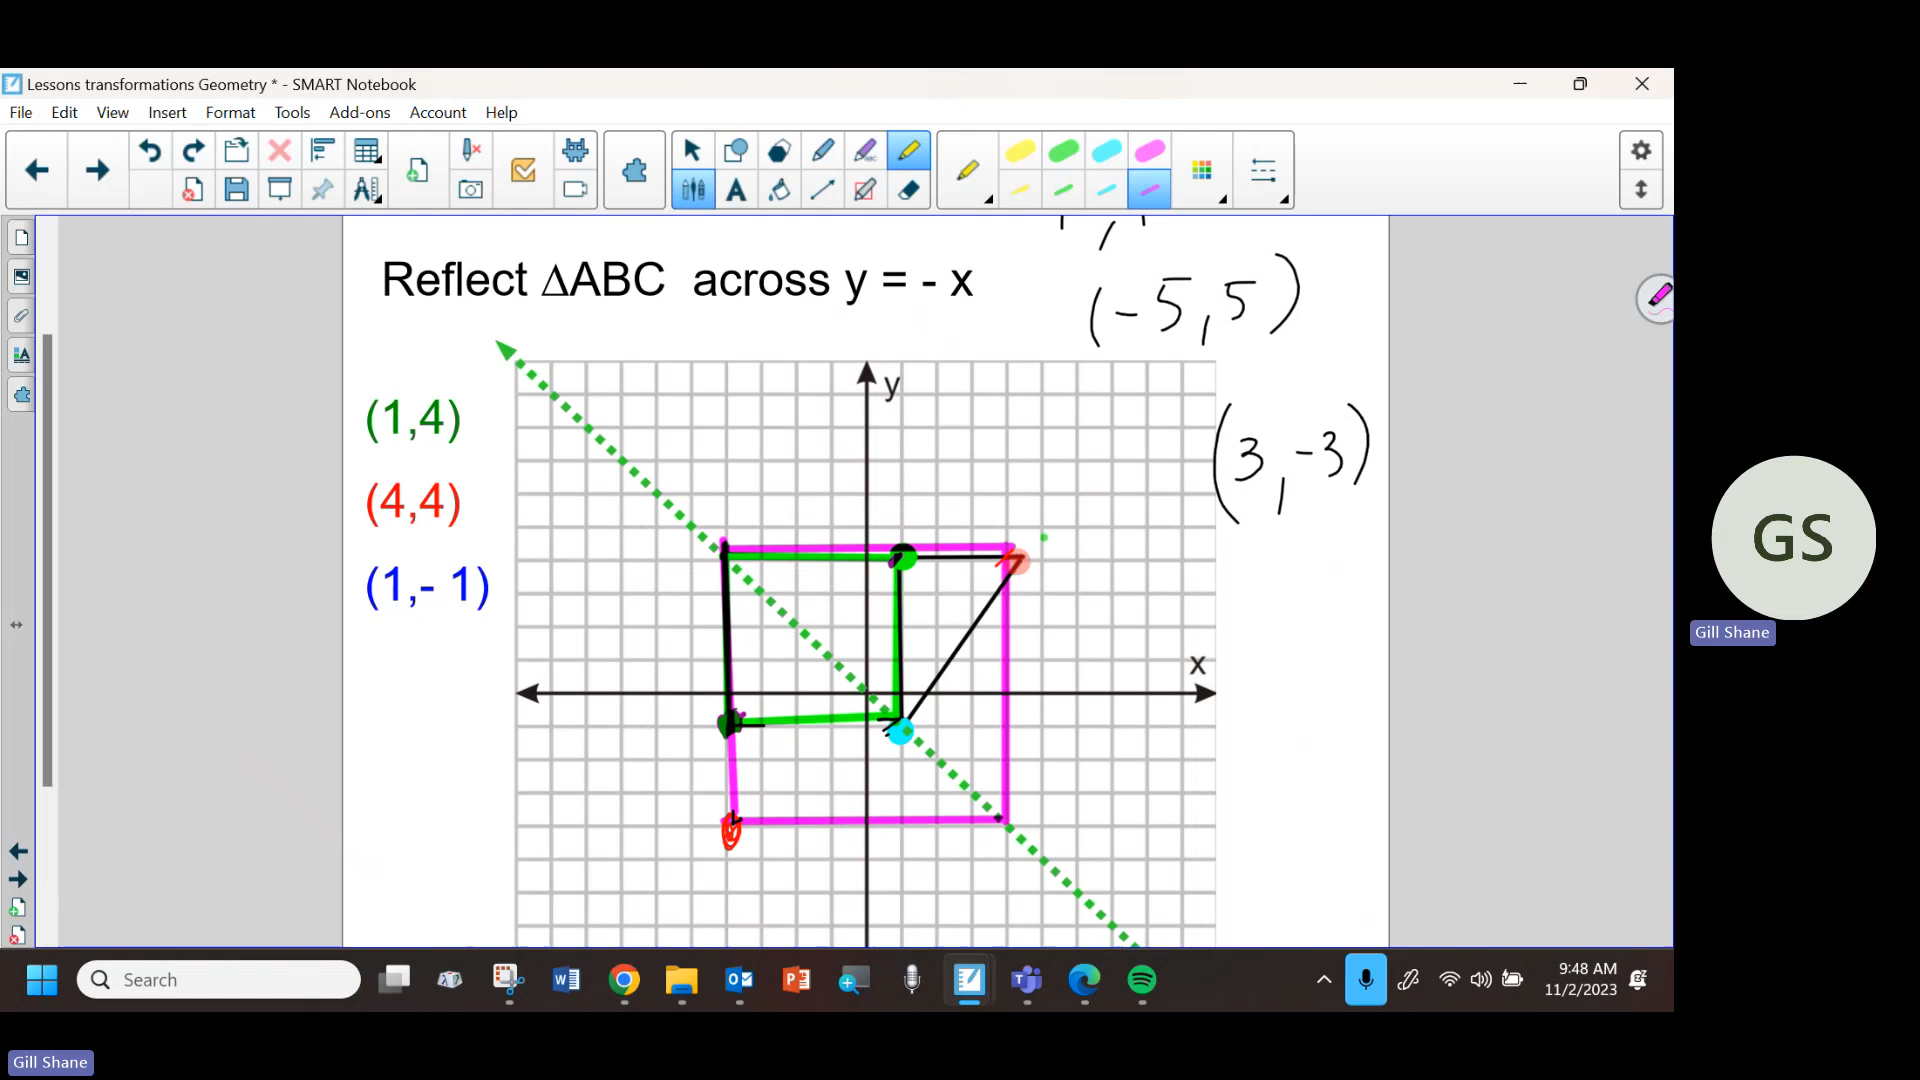 Lessons transformations Geometry * - SMART Notebook
File Edit View Insert Format Tools Add-ons Account Help
Reflect ∆ABC across y = - x
(-5,5)
y
(1,4)
(3,-3)
(4,4)
(1,- 1)
x
GS
Gill Shane
Search
9:48 AM
11/2/2023
Gill Shane